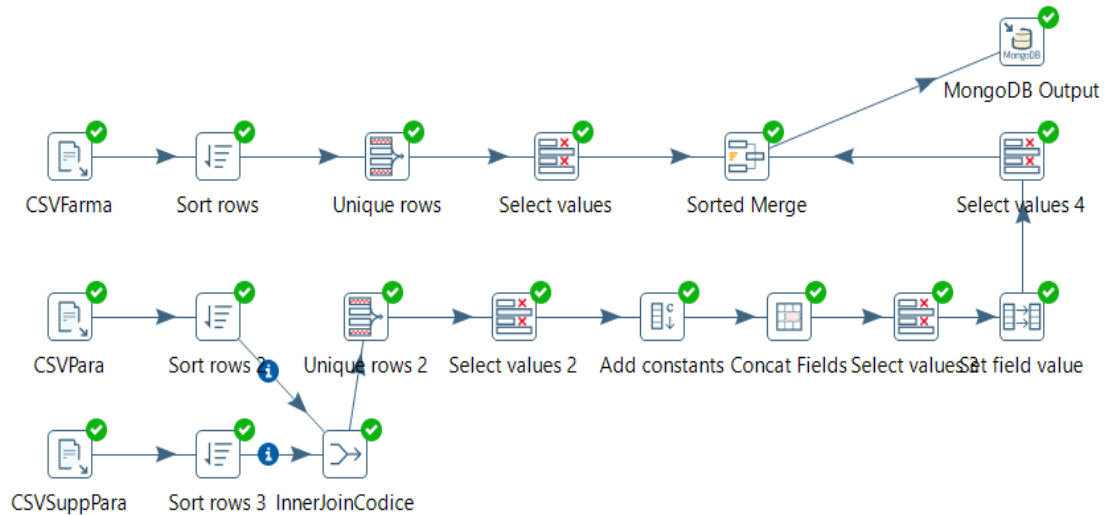 MongoDB
MongoDB Output
CSVFarma
Sort rows
Unique rows
Select values
Sorted Merge
Select values 4
CSVPara
Sort rows 2
Unique rows 2
Select values 2
Add constants
Concat Fields
Select values 3
Set field value
CSVSuppPara
Sort rows 3
InnerJoinCodice